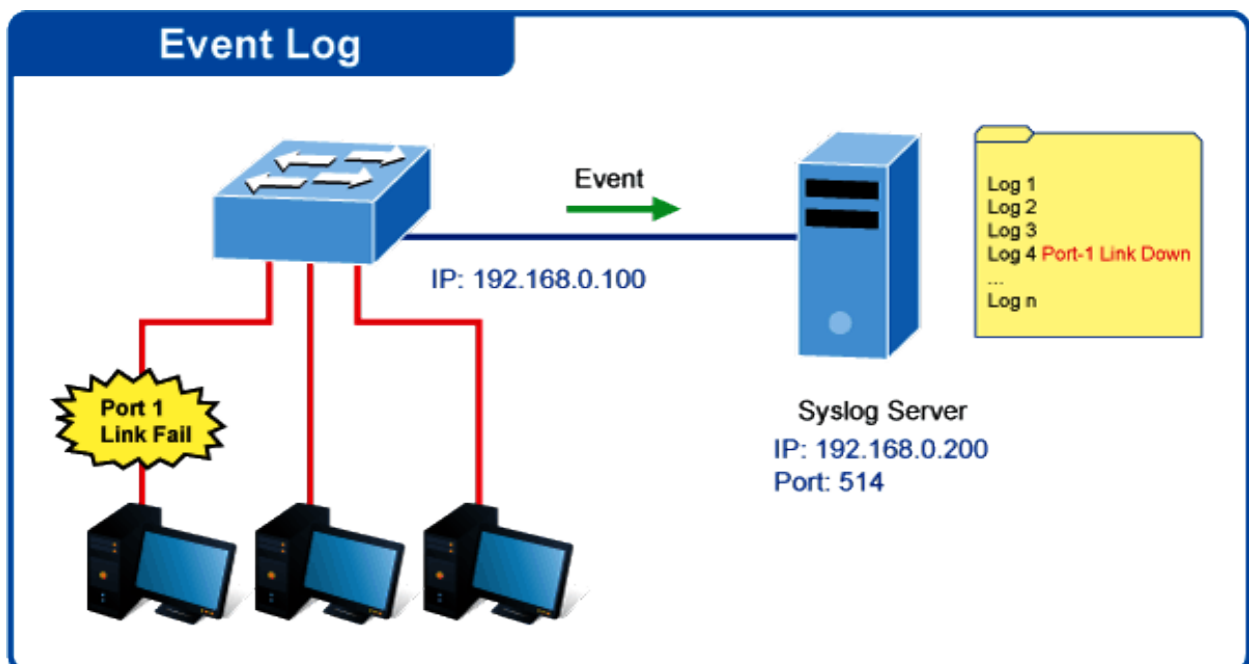 Event Log
Event
IP: 192.168.0.100
Port 1
Link Fail
Log 1
Log 2
Log 3
Log 4 Port-1 Link Down
...
Log n
Syslog Server
IP: 192.168.0.200
Port: 514